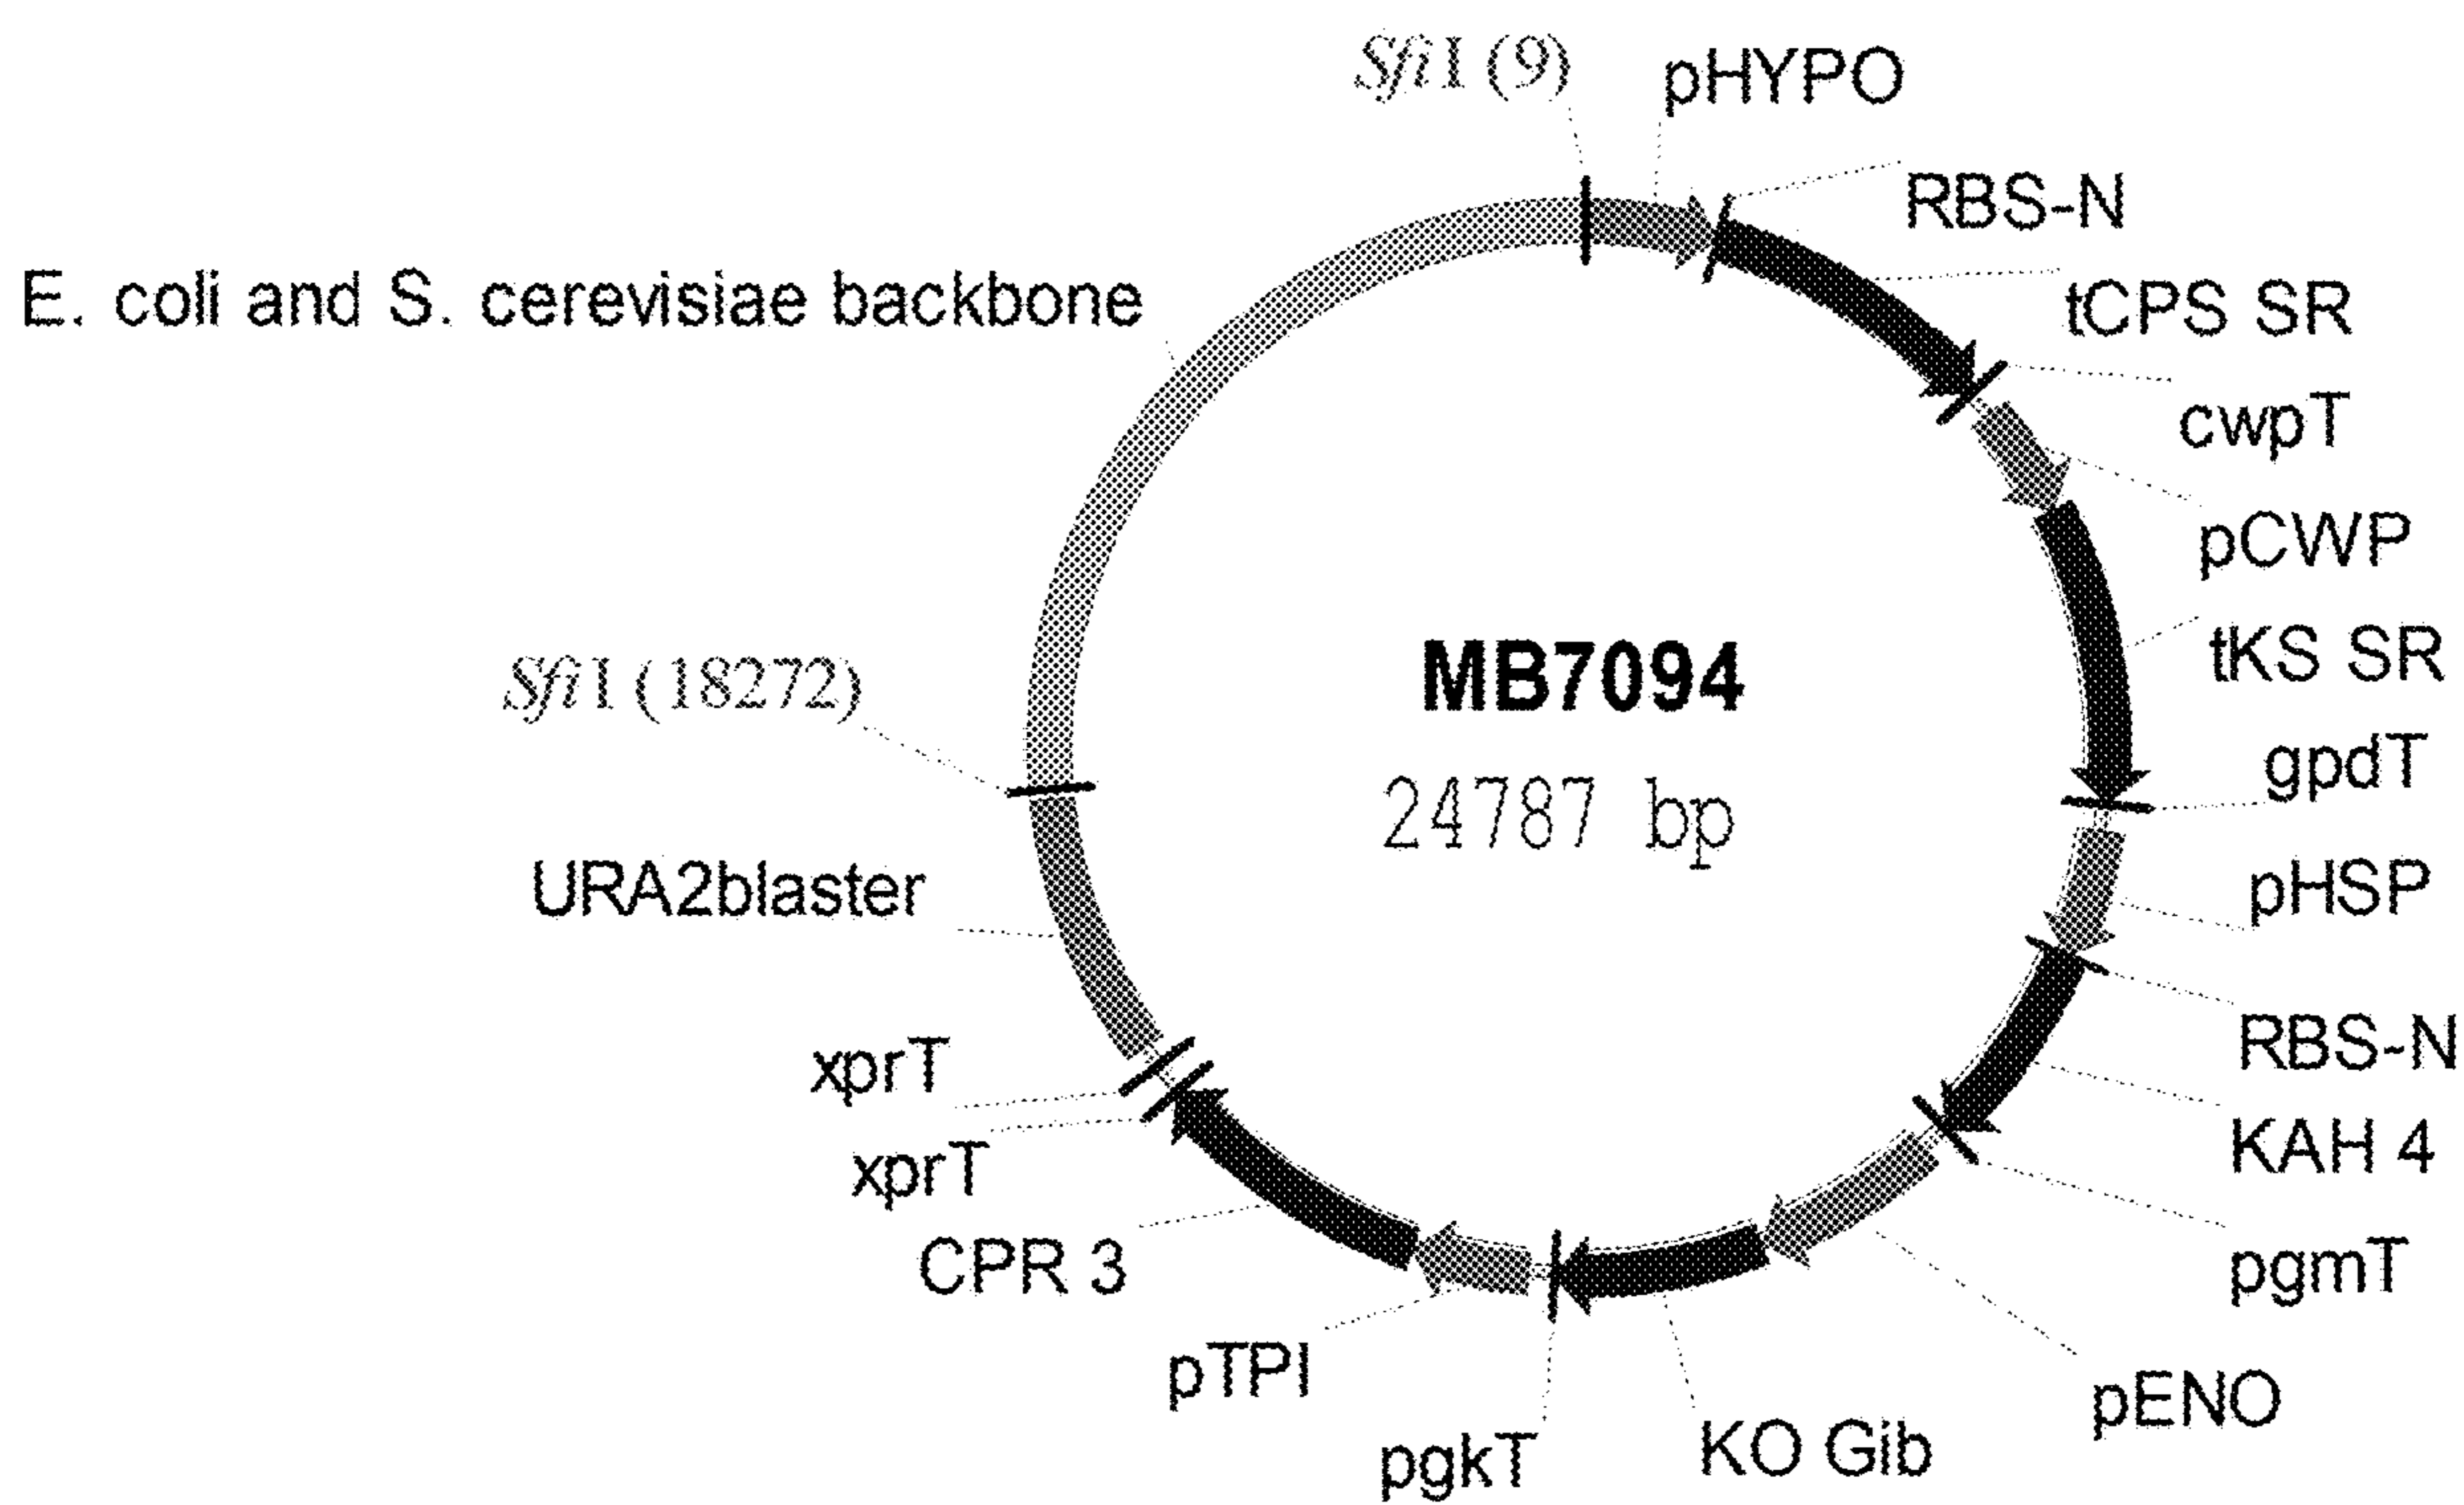 SfiI (9)
pHYPO
RBS-N
tCPS SR
cwpT
pCWP
tKS SR
gpdT
pHSP
RBS-N
KAH 4
pgmT
pENO
KO Gib
pgkT
pTPI
CPR 3
xprT
xprT
URA2blaster
SfiI (18272)
E. coli and S. cerevisiae backbone
MB7094
24787 bp